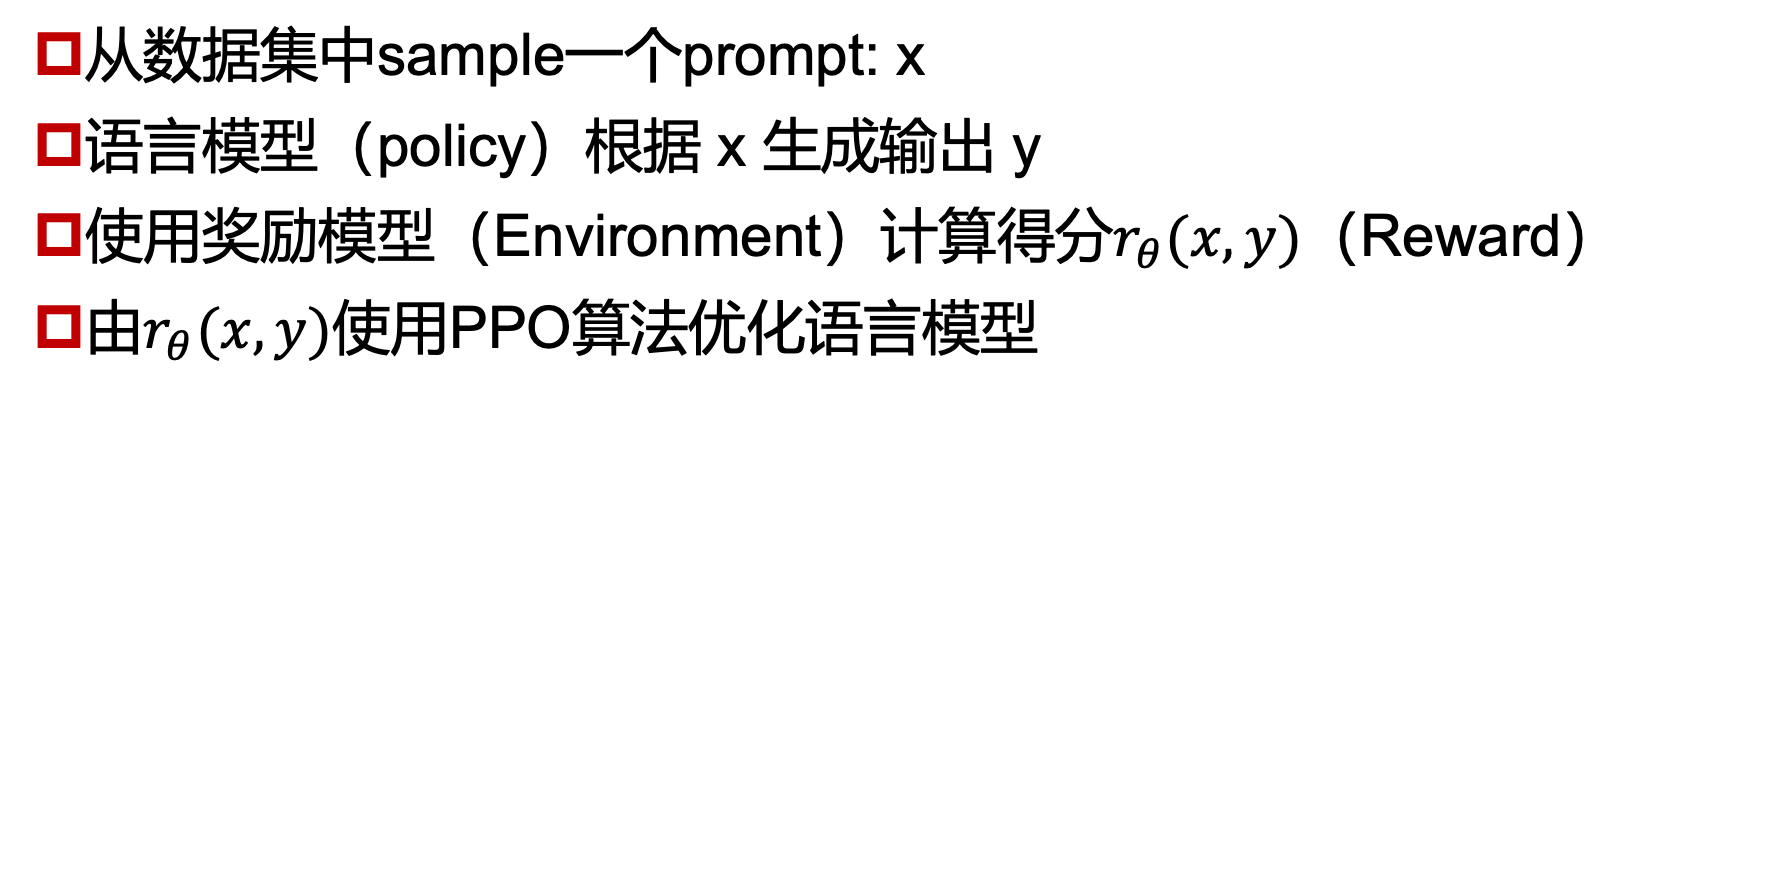 从数据集中sample一个prompt: x
语言模型（policy）根据 x 生成输出 y
使用奖励模型（Environment）计算得分𝑟𝜃(𝑥, 𝑦)（Reward）
由𝑟𝜃(𝑥, 𝑦)使用PPO算法优化语言模型